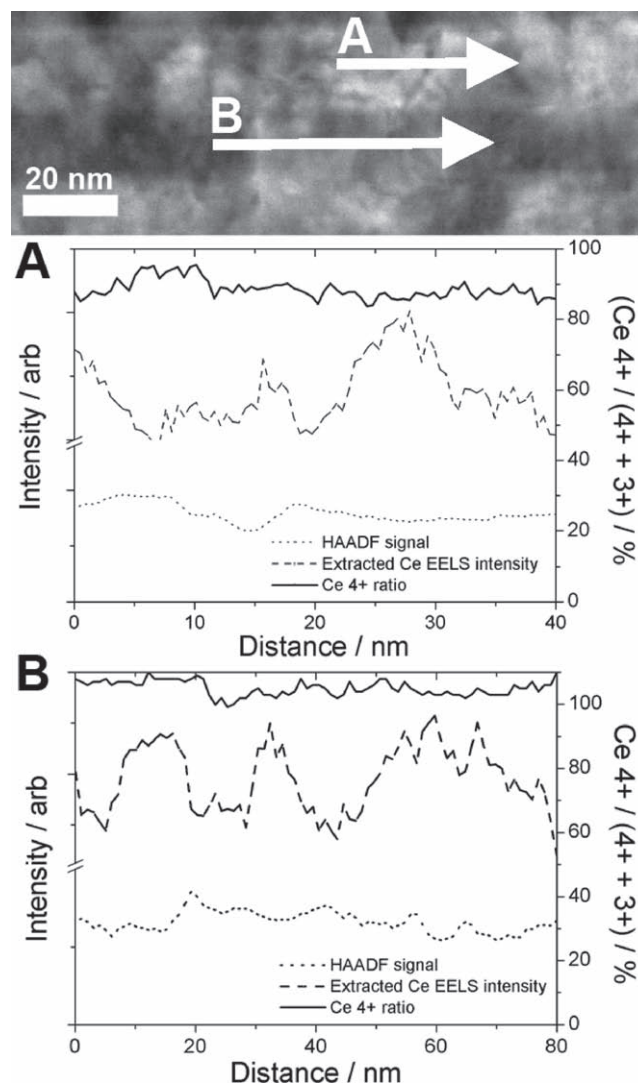 A
B
20 nm
A
Intensity / arb
100
80
60
40
20
0
(Ce 4+ / (4+ + 3+) / %
HAADF signal
Extracted Ce EELS intensity
Ce 4+ ratio
0 10 20 30 40
Distance / nm
B
Intensity / arb
100
80
60
40
30
0
Ce 4+ / (4+ + 3+) / %
HAADF signal
Extracted Ce EELS intensity
Ce 4+ ratio
0 20 40 60 80
Distance / nm